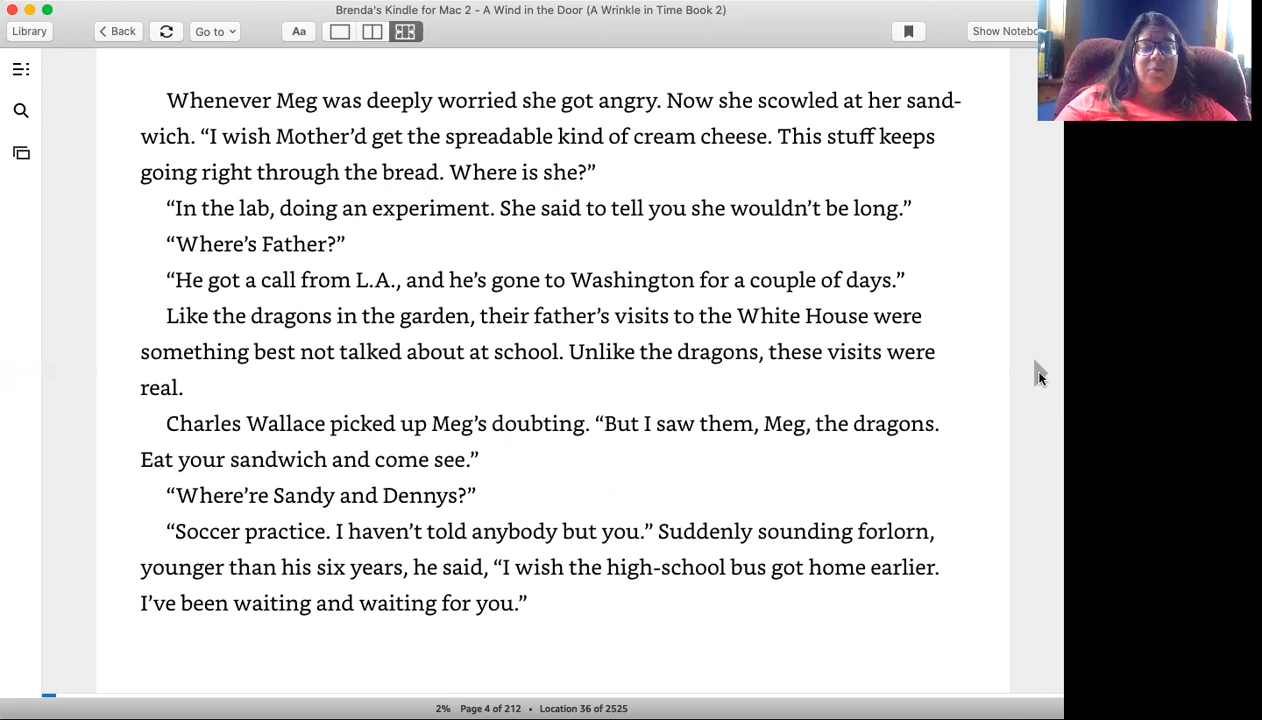 Brenda's Kindle for Mac 2 - A Wind in the Door (A Wrinkle in Time Book 2)
Library
Back
Go to
Aa
Show Notebo
Whenever Meg was deeply worried she got angry. Now she scowled at her sand-
wich. “I wish Mother’d get the spreadable kind of cream cheese. This stuff keeps
going right through the bread. Where is she?”
“In the lab, doing an experiment. She said to tell you she wouldn’t be long.”
“Where’s Father?”
“He got a call from L.A., and he’s gone to Washington for a couple of days.”
Like the dragons in the garden, their father’s visits to the White House were
something best not talked about at school. Unlike the dragons, these visits were
real.
Charles Wallace picked up Meg’s doubting. “But I saw them, Meg, the dragons.
Eat your sandwich and come see.”
“Where’re Sandy and Dennys?”
“Soccer practice. I haven’t told anybody but you.” Suddenly sounding forlorn,
younger than his six years, he said, “I wish the high-school bus got home earlier.
I’ve been waiting and waiting for you.”
2% Page 4 of 212 • Location 36 of 2525